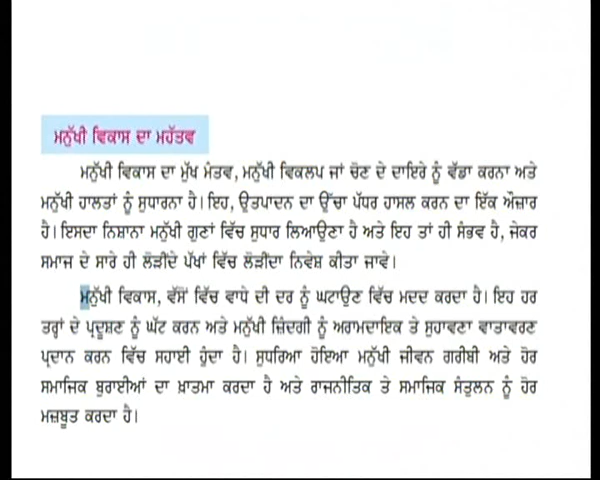 ਮਨੁੱਖੀ ਵਿਕਾਸ ਦਾ ਮਹੱਤਵ
ਮਨੁੱਖੀ ਵਿਕਾਸ ਦਾ ਮੁੱਖ ਮੰਤਵ, ਮਨੁੱਖੀ ਵਿਕਲਪ ਜਾਂ ਚੋਣ ਦੇ ਦਾਇਰੇ ਨੂੰ ਵੱਡਾ ਕਰਨਾ ਅਤੇ
ਮਨੁੱਖੀ ਹਾਲਤਾਂ ਨੂੰ ਸੁਧਾਰਨਾ ਹੈ। ਇਹ, ਉਤਪਾਦਨ ਦਾ ਉੱਚਾ ਪੱਧਰ ਹਾਸਲ ਕਰਨ ਦਾ ਇੱਕ ਔਜ਼ਾਰ
ਹੈ। ਇਸਦਾ ਨਿਸ਼ਾਨਾ ਮਨੁੱਖੀ ਗੁਣਾਂ ਵਿੱਚ ਸੁਧਾਰ ਲਿਆਉਣਾ ਹੈ ਅਤੇ ਇਹ ਤਾਂ ਹੀ ਸੰਭਵ ਹੈ, ਜੇਕਰ
ਸਮਾਜ ਦੇ ਸਾਰੇ ਹੀ ਲੋੜੀਂਦੇ ਪੱਖਾਂ ਵਿੱਚ ਲੋੜੀਂਦਾ ਨਿਵੇਸ਼ ਕੀਤਾ ਜਾਵੇ।
ਮਨੁੱਖੀ ਵਿਕਾਸ, ਵੱਸੋਂ ਵਿੱਚ ਵਾਧੇ ਦੀ ਦਰ ਨੂੰ ਘਟਾਉਣ ਵਿੱਚ ਮਦਦ ਕਰਦਾ ਹੈ। ਇਹ ਹਰ
ਤਰ੍ਹਾਂ ਦੇ ਪ੍ਰਦੂਸ਼ਣ ਨੂੰ ਘੱਟ ਕਰਨ ਅਤੇ ਮਨੁੱਖੀ ਜ਼ਿੰਦਗੀ ਨੂੰ ਅਰਾਮਦਾਇਕ ਤੇ ਸੁਹਾਵਣਾ ਵਾਤਾਵਰਣ
ਪ੍ਰਦਾਨ ਕਰਨ ਵਿੱਚ ਸਹਾਈ ਹੁੰਦਾ ਹੈ। ਸੁਧਰਿਆ ਹੋਇਆ ਮਨੁੱਖੀ ਜੀਵਨ ਗਰੀਬੀ ਅਤੇ ਹੋਰ
ਸਮਾਜਿਕ ਬੁਰਾਈਆਂ ਦਾ ਖ਼ਾਤਮਾ ਕਰਦਾ ਹੈ ਅਤੇ ਰਾਜਨੀਤਿਕ ਤੇ ਸਮਾਜਿਕ ਸੰਤੁਲਨ ਨੂੰ ਹੋਰ
ਮਜ਼ਬੂਤ ਕਰਦਾ ਹੈ।